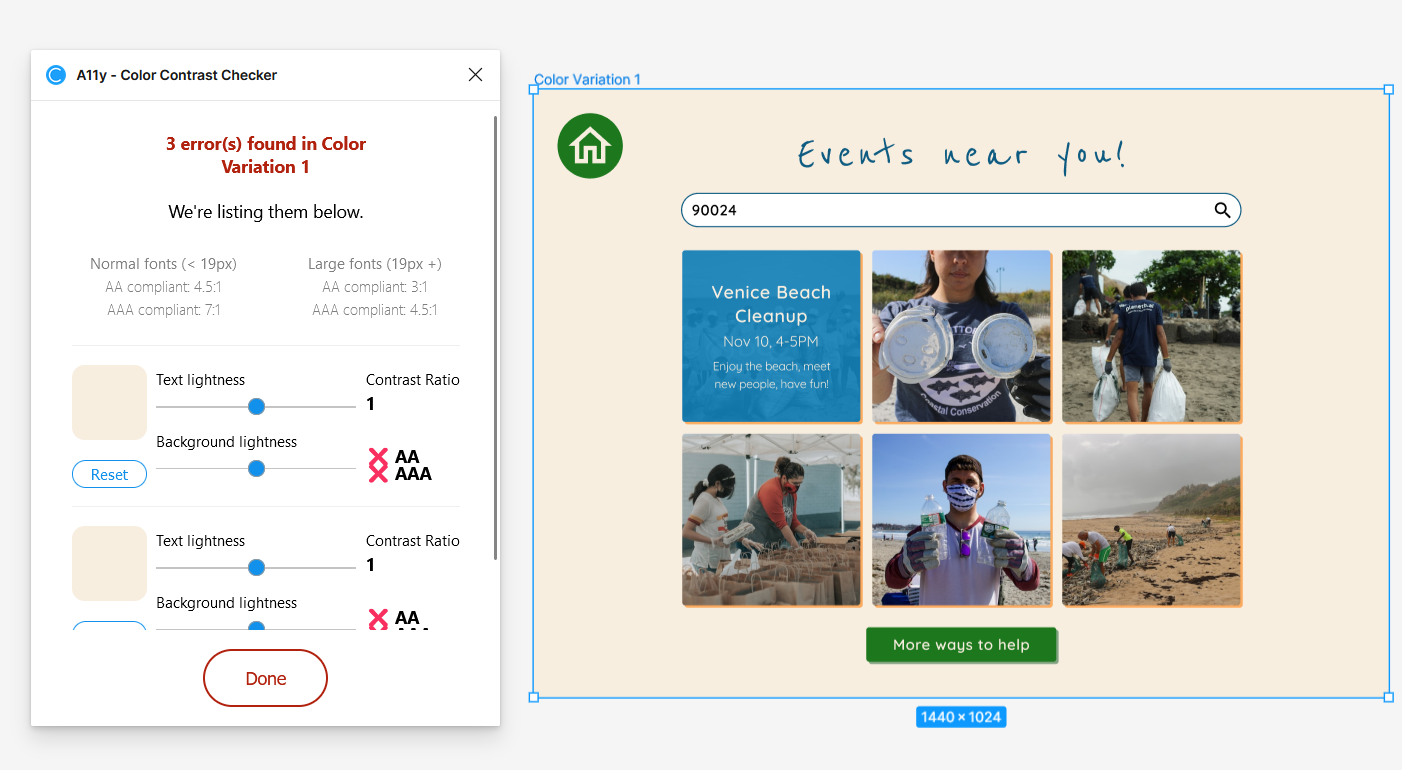 A11y - Color Contrast Checker
3 error(s) found in Color
Variation 1
We're listing them below.
Normal fonts (< 19px)
AA compliant: 4.5:1
AAA compliant: 7:1
Large fonts (19px +)
AA compliant: 3:1
AAA compliant: 4.5:1
Text lightness
Contrast Ratio
1
Background lightness
AA
AAA
Reset
Text lightness
Contrast Ratio
1
Background lightness
AA
AAA
Done
Color Variation 1
Events near you!
90024
Venice Beach
Cleanup
Nov 10, 4-5PM
Enjoy the beach, meet
new people, have fun!
Coastal Conservation
More ways to help
1440 × 1024